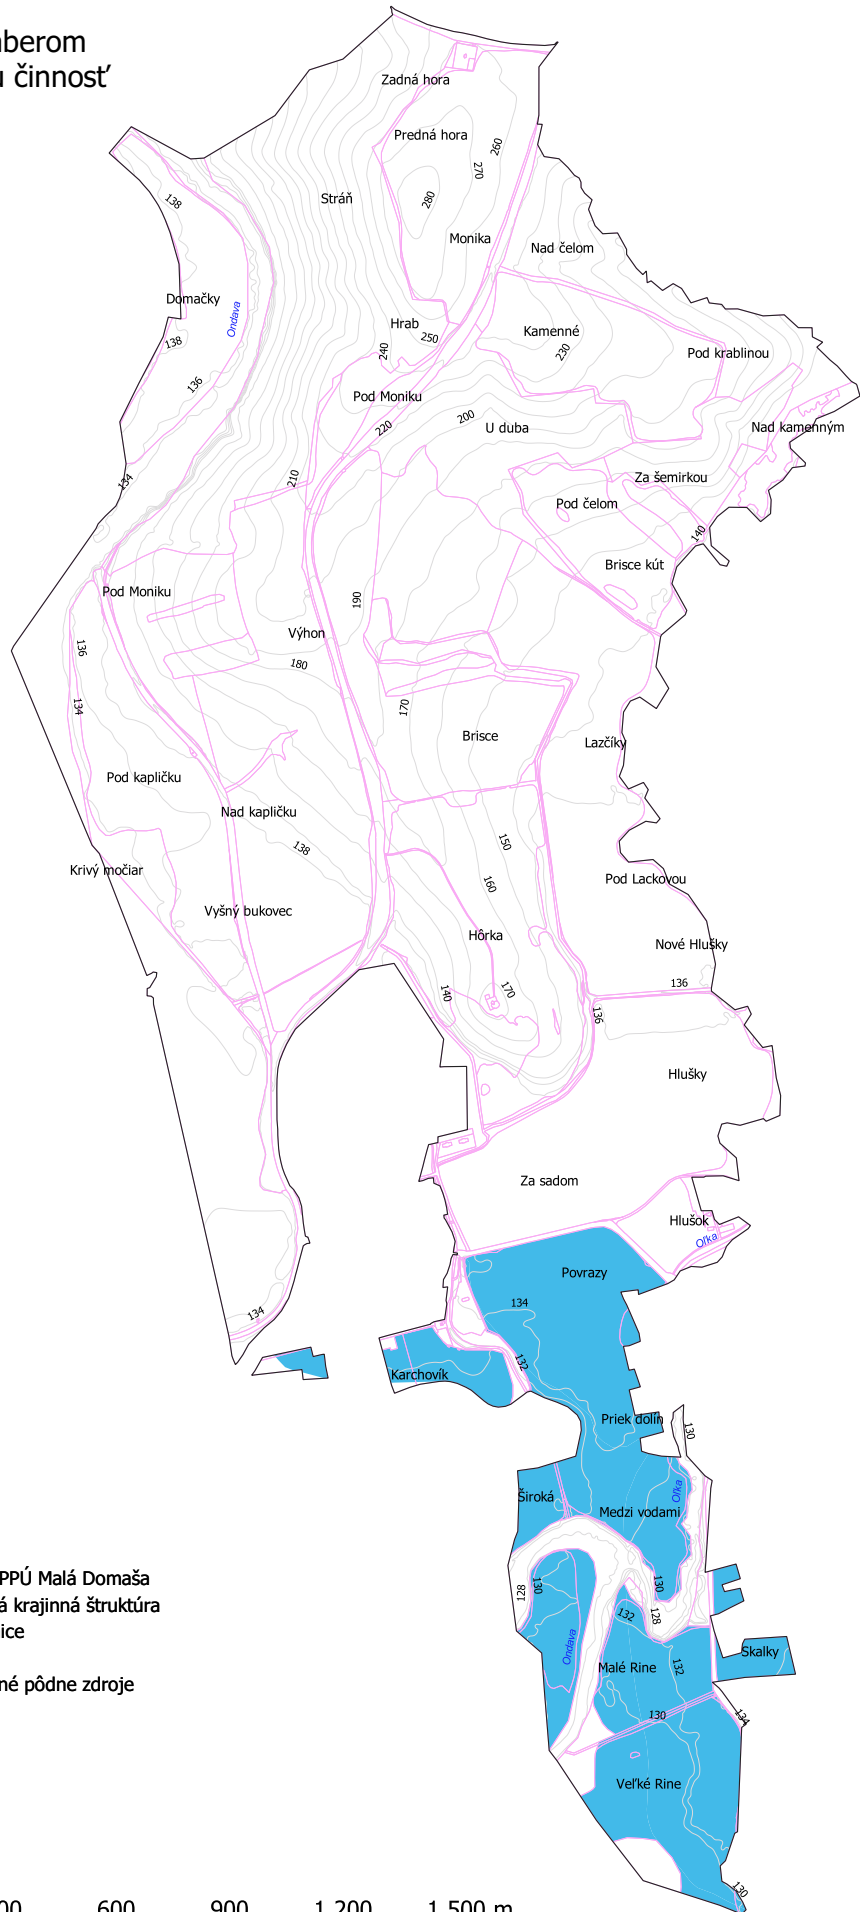 činnosť
Zadná hora
Predná hora
260
270
Stráň
280
138
Monika
Nad čelom
Domačky
Ondava
Hrab
250
Kamenné
138
240
230
Pod krablinou
136
Pod Moniku
220
200
U duba
Nad kamenným
210
134
Za šemirkou
Pod čelom
140
Brisce kút
Pod Moniku
190
Výhon
136
180
134
170
Brisce
Lazčíky
Pod kapličku
Nad kapličku
138
150
Krivý močiar
160
Pod Lackovou
Vyšný bukovec
Hôrka
Nové Hlušky
140
170
136
136
Hlušky
Za sadom
Hlušok
Oľka
Povrazy
134
134
132
Karchovík
Priek dolín
130
Široká
Oľka
Medzi vodami
PPÚ Malá Domaša
krajinná štruktúra
128
130
130
132
128
Ondava
Skalky
Malé Rine
132
pôdne zdroje
130
134
Veľké Rine
130
600
900
1 200
1 500 m